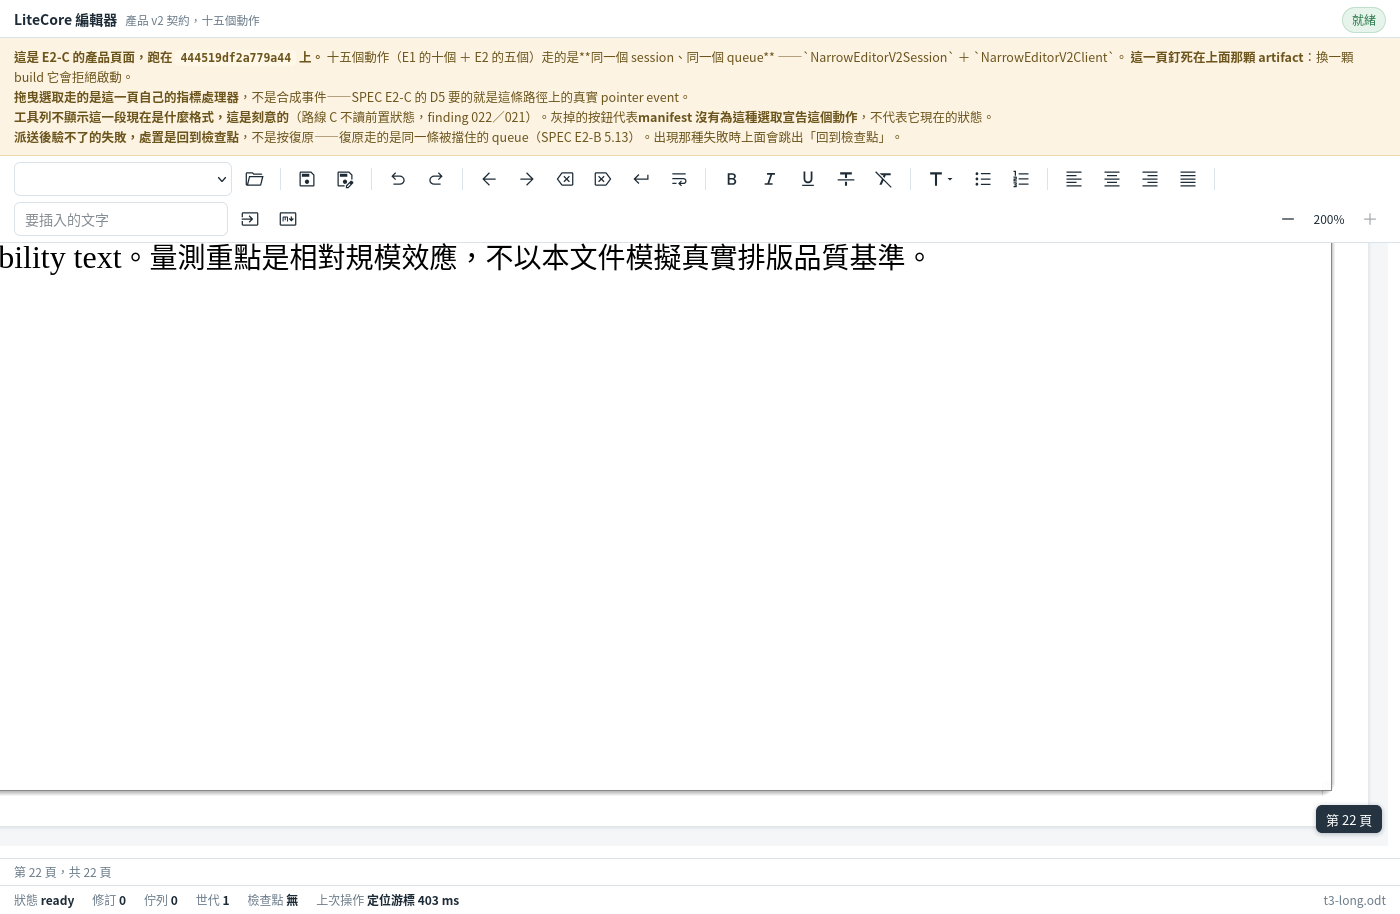 LiteCore 編輯器 產品 v2 契約，十五個動作 就緒
這是 E2-C 的產品頁面，跑在 444519df2a779a44 上。十五個動作（E1 的十個 ＋ E2 的五個）走的是**同一個 session、同一個 queue** ——`NarrowEditorV2Session` ＋ `NarrowEditorV2Client`。這一頁釘死在上面那顆 artifact：換一顆
build 它會拒絕啟動。
拖曳選取走的是這一頁自己的指標處理器，不是合成事件——SPEC E2-C 的 D5 要的就是這條路徑上的真實 pointer event。
工具列不顯示這一段現在是什麼格式，這是刻意的（路線 C 不讀前置狀態，finding 022／021）。灰掉的按鈕代表manifest 沒有為這種選取宣告這個動作，不代表它現在的狀態。
派送後驗不了的失敗，處置是回到檢查點，不是按復原——復原走的是同一條被擋住的 queue（SPEC E2-B 5.13）。出現那種失敗時上面會跳出「回到檢查點」。
要插入的文字 200%
bility text。量測重點是相對規模效應，不以本文件模擬真實排版品質基準。
第 22 頁
第 22 頁，共 22 頁
狀態 ready 修訂 0 佇列 0 世代 1 檢查點 無 上次操作 定位游標 403 ms t3-long.odt